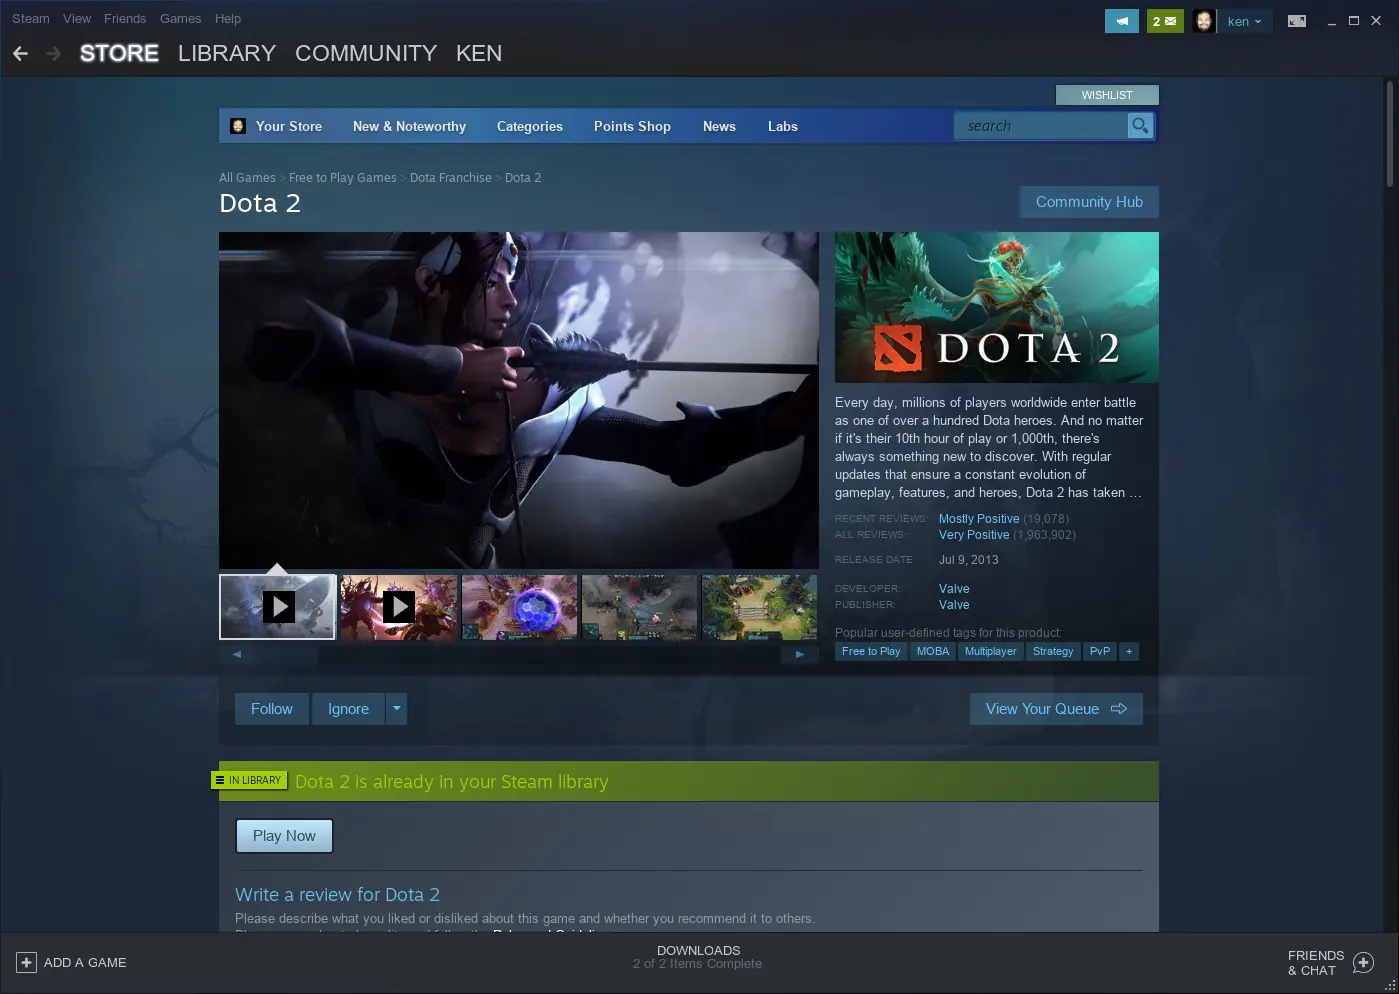 Steam View Friends Games Help
2
ken
STORE LIBRARY COMMUNITY KEN
WISHLIST
Your Store New & Noteworthy Categories Points Shop News Labs
search
All Games > Free to Play Games > Dota Franchise > Dota 2
Dota 2
Community Hub
DOTA 2
Every day, millions of players worldwide enter battle
as one of over a hundred Dota heroes. And no matter
if it's their 10th hour of play or 1,000th, there's
always something new to discover. With regular
updates that ensure a constant evolution of
gameplay, features, and heroes, Dota 2 has taken ...
RECENT REVIEWS: Mostly Positive (19,078)
ALL REVIEWS: Very Positive (1,963,902)
RELEASE DATE: Jul 9, 2013
DEVELOPER: Valve
PUBLISHER: Valve
Popular user-defined tags for this product:
Free to Play MOBA Multiplayer Strategy PvP +
Follow Ignore
View Your Queue
IN LIBRARY Dota 2 is already in your Steam library
Play Now
Write a review for Dota 2
Please describe what you liked or disliked about this game and whether you recommend it to others.
ADD A GAME
DOWNLOADS
2 of 2 Items Complete
FRIENDS
& CHAT